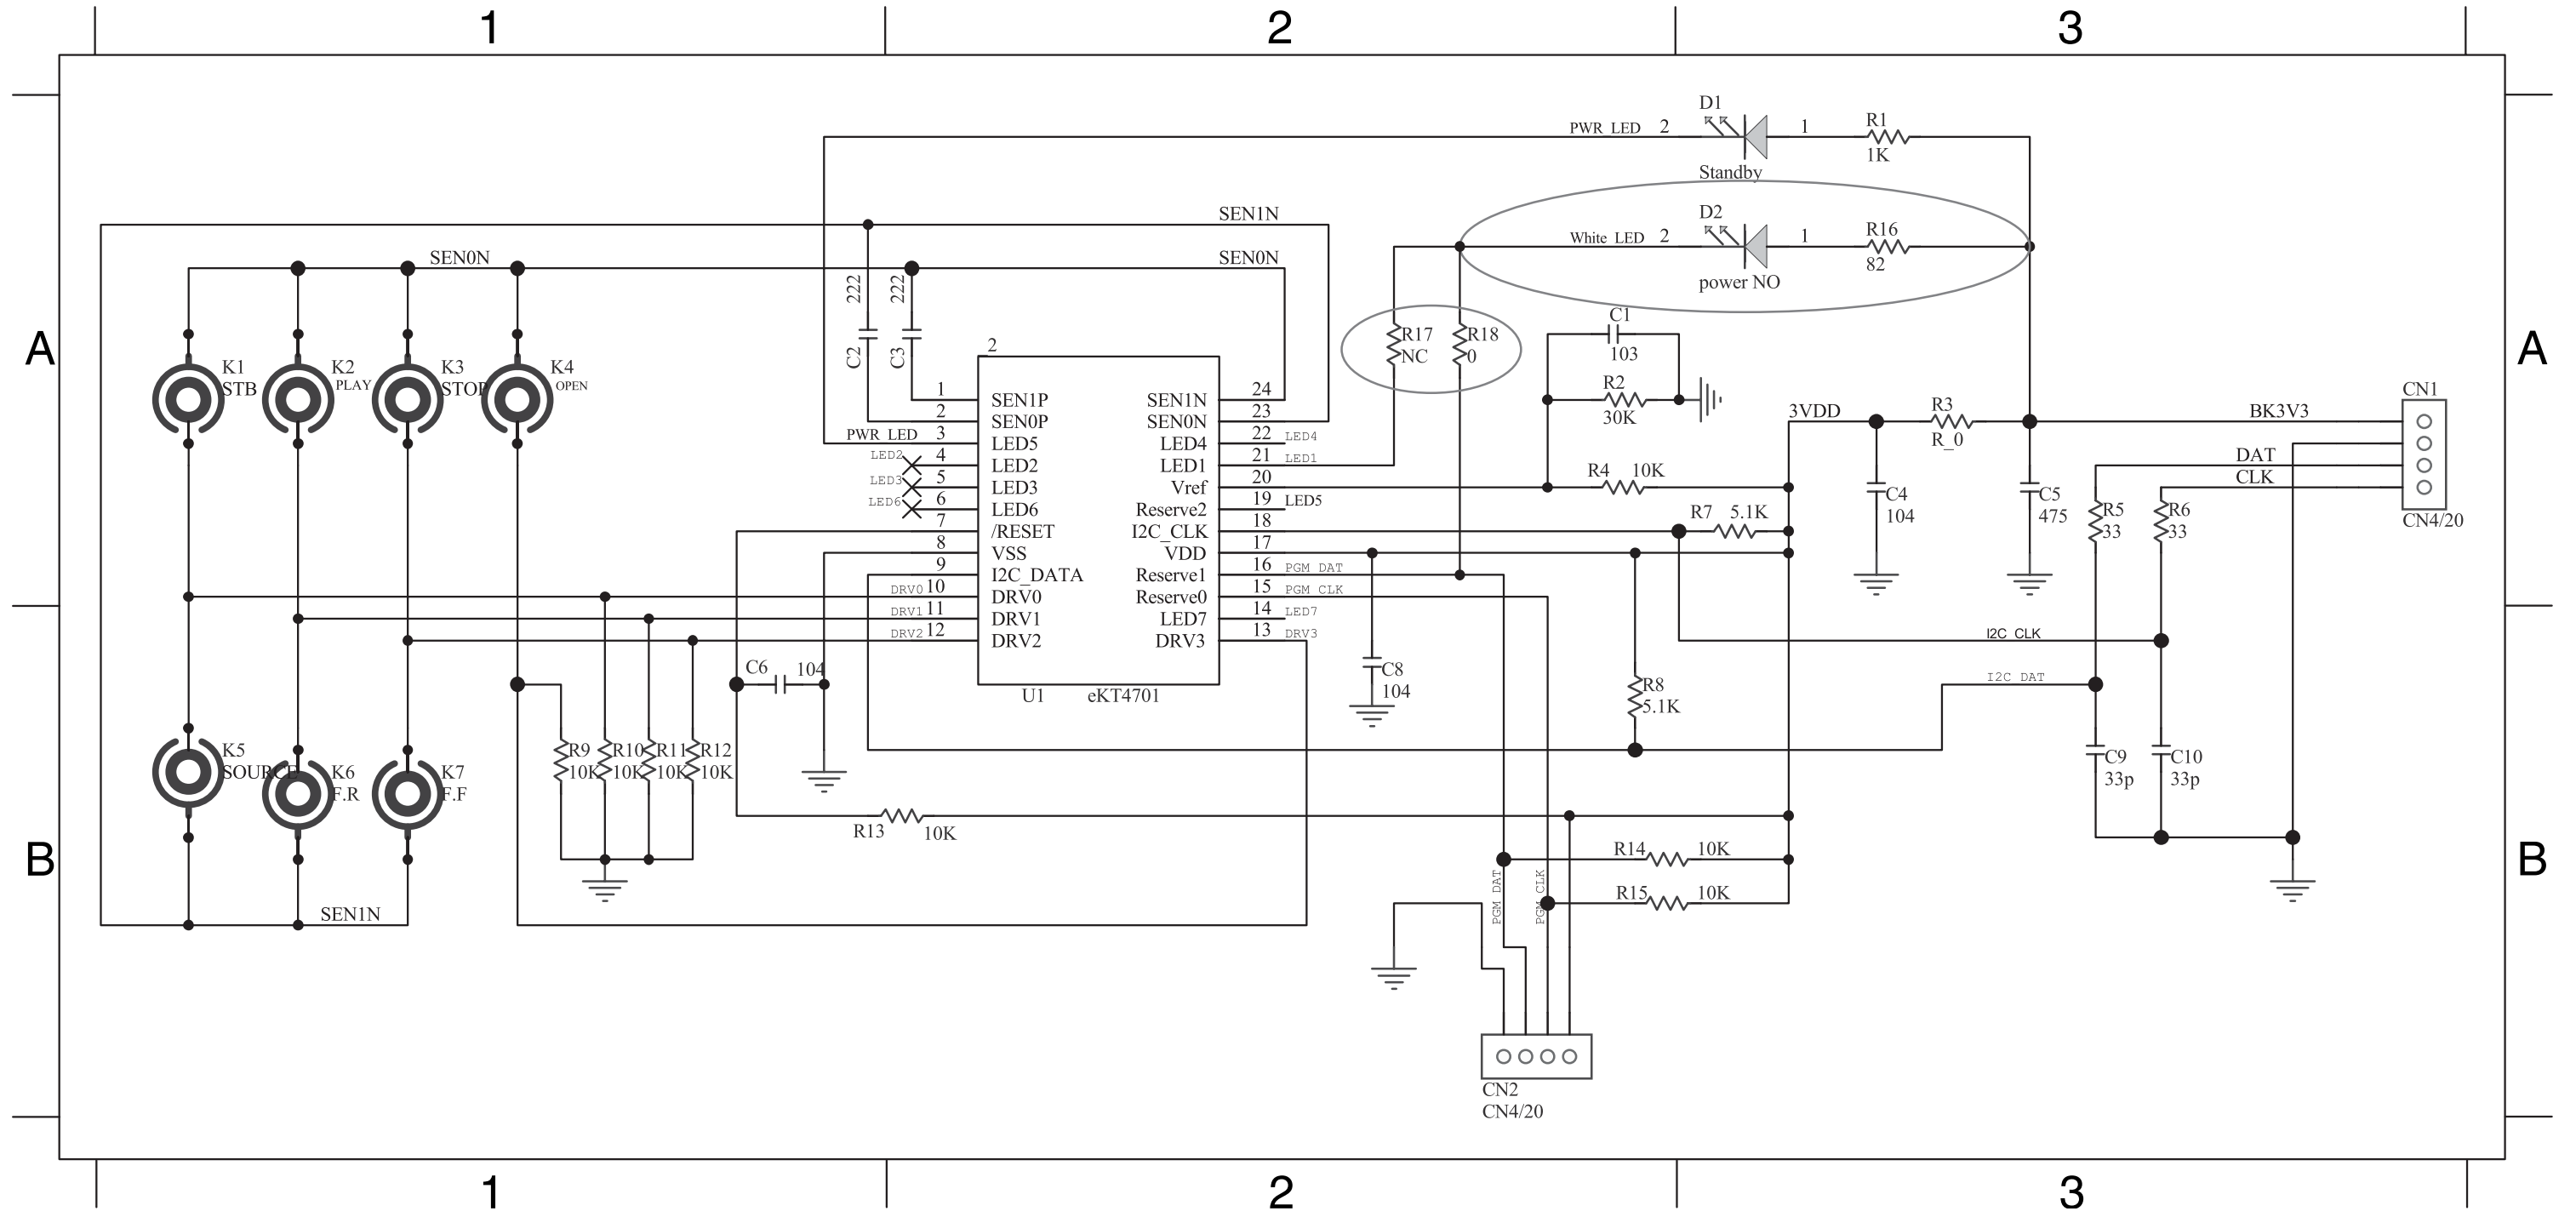 1
2
3
A
A
B
B
D1
PWR LED 2
1
R1
1K
Standby
D2
White LED 2
1
R16
82
power NO
SEN1N
SEN0N
SEN0N
222
222
C2
C3
R17
NC
R18
0
C1
103
R2
30K
K1
STB
K2
PLAY
K3
STOP
K4
OPEN
2
1 SEN1P
2 SEN0P
PWR LED 3 LED5
LED2 4 LED2
LED3 5 LED3
LED6 6 LED6
7 /RESET
8 VSS
9 I2C_DATA
DRV0 10 DRV0
DRV1 11 DRV1
DRV2 12 DRV2
SEN1N 24
SEN0N 23
LED4 22 LED4
LED1 21 LED1
Vref 20
Reserve2 19 LED5
I2C_CLK 18
VDD 17
Reserve1 16 PGM DAT
Reserve0 15 PGM CLK
LED7 14 LED7
DRV3 13 DRV3
U1 eKT4701
R4 10K
R7 5.1K
3VDD
R3
R_0
BK3V3
DAT
CLK
CN1
CN4/20
C4
104
C5
475
R5
33
R6
33
I2C CLK
I2C DAT
C6 104
C8
104
R8
5.1K
R9
10K
R10
10K
R11
10K
R12
10K
C9
33p
C10
33p
K5
SOURCE
K6
F.R
K7
F.F
R13 10K
R14 10K
R15 10K
PGM DAT
PGM CLK
SEN1N
CN2
CN4/20
1
2
3